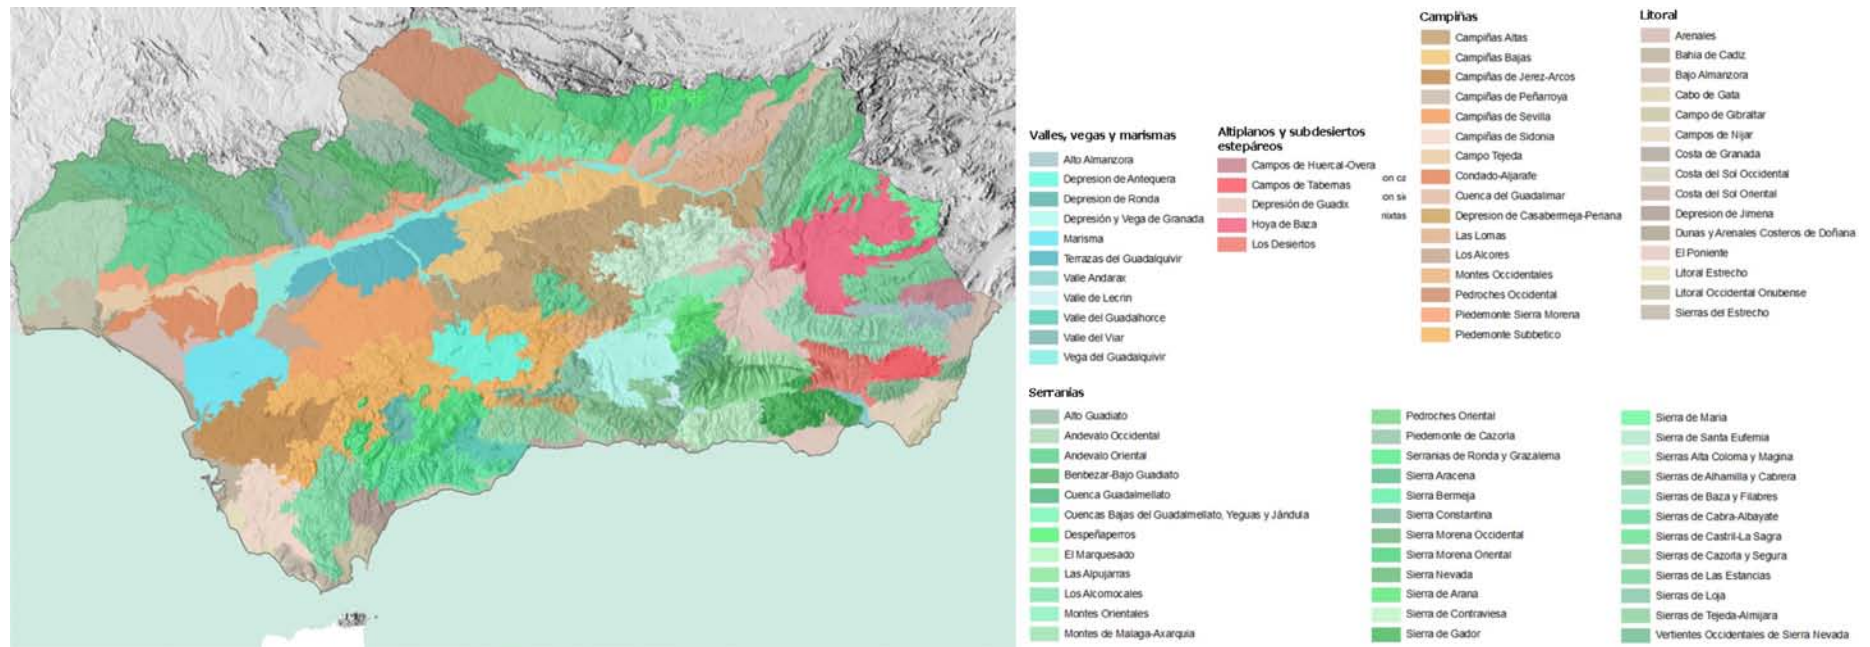 Valles, vegas y marismas
Alto Almanzora
Depresion de Antequera
Depresion de Ronda
Depresión y Vega de Granada
Marisma
Terrazas del Guadalquivir
Valle Andarax
Valle de Lecrin
Valle del Guadalhorce
Valle del Viar
Vega del Guadalquivir
Altiplanos y subdesiertos
estepáreos
Campos de Huercal-Overa
Campos de Tabernas
Depresión de Guadix
Hoya de Baza
Los Desiertos
on ca
on si
nixtas
Campiñas
Campiñas Altas
Campiñas Bajas
Campiñas de Jerez-Arcos
Campiñas de Peñarroya
Campiñas de Sevilla
Campiñas de Sidonia
Campo Tejeda
Condado-Aljarafe
Cuenca del Guadalimar
Depresion de Casabermeja-Periana
Las Lomas
Los Alcores
Montes Occidentales
Pedroches Occidental
Piedemonte Sierra Morena
Piedemonte Subbetico
Litoral
Arenales
Bahia de Cadiz
Bajo Almanzora
Cabo de Gata
Campo de Gibraltar
Campos de Nijar
Costa de Granada
Costa del Sol Occidental
Costa del Sol Oriental
Depresion de Jimena
Dunas y Arenales Costeros de Doñana
El Poniente
Litoral Estrecho
Litoral Occidental Onubense
Sierras del Estrecho
Serranías
Alto Guadiato
Andevalo Occidental
Andevalo Oriental
Benbezar-Bajo Guadiato
Cuenca Guadalmellato
Cuencas Bajas del Guadalmellato, Yeguas y Jándula
Despeñaperros
El Marquesado
Las Alpujarras
Los Alcornocales
Montes Orientales
Montes de Malaga-Axarquia
Pedroches Oriental
Piedemonte de Cazorla
Serranias de Ronda y Grazalema
Sierra Aracena
Sierra Bermeja
Sierra Constantina
Sierra Morena Occidental
Sierra Morena Oriental
Sierra Nevada
Sierra de Arana
Sierra de Contraviesa
Sierra de Gador
Sierra de Maria
Sierra de Santa Eufemia
Sierras Alta Coloma y Magina
Sierras de Alhamilla y Cabrera
Sierras de Baza y Filabres
Sierras de Cabra-Albayate
Sierras de Castril-La Sagra
Sierras de Cazorla y Segura
Sierras de Las Estancias
Sierras de Loja
Sierras de Tejeda-Almijara
Vertientes Occidentales de Sierra Nevada